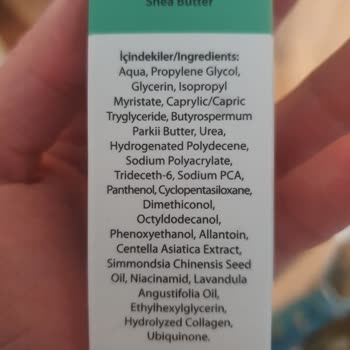 Shea Butter
İçindekiler/Ingredients:
Aqua, Propylene Glycol,
Glycerin, Isopropyl
Myristate, Caprylic/Capric
Tryglyceride, Butyrospermum
Parkii Butter, Urea,
Hydrogenated Polydecene,
Sodium Polyacrylate,
Trideceth-6, Sodium PCA,
Panthenol, Cyclopentasiloxane,
Dimethiconol,
Octyldodecanol,
Phenoxyethanol, Allantoin,
Centella Asiatica Extract,
Simmondsia Chinensis Seed
Oil, Niacinamid, Lavandula
Angustifolia Oil,
Ethylhexylglycerin,
Hydrolyzed Collagen,
Ubiquinone.